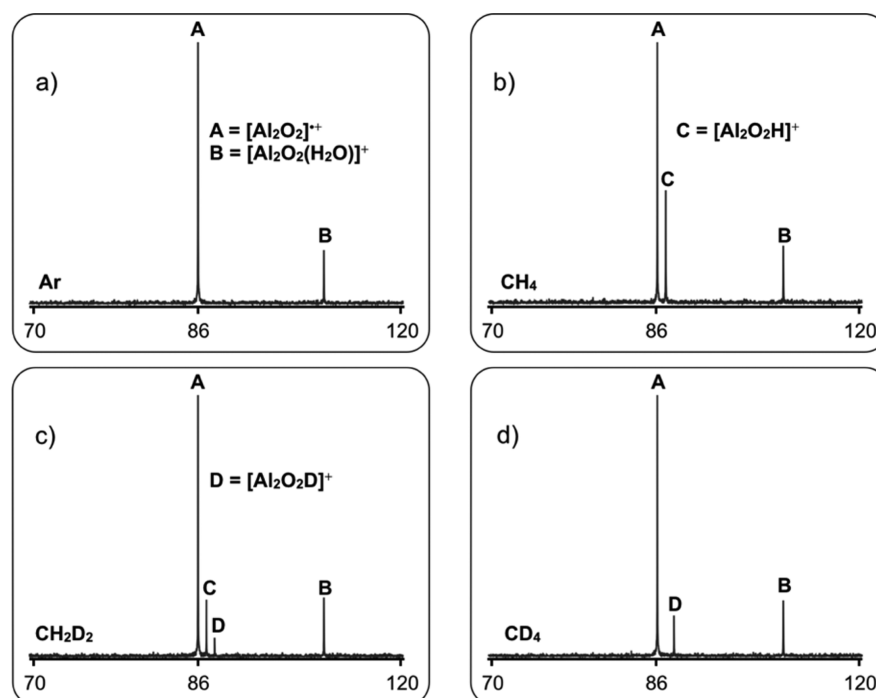 A
a)
A = [Al₂O₂]•⁺
B = [Al₂O₂(H₂O)]⁺
B
Ar
70 86 120
A
b)
C = [Al₂O₂H]⁺
C
B
CH₄
70 86 120
A
c)
D = [Al₂O₂D]⁺
C
B
D
CH₂D₂
70 86 120
A
d)
D
B
CD₄
70 86 120